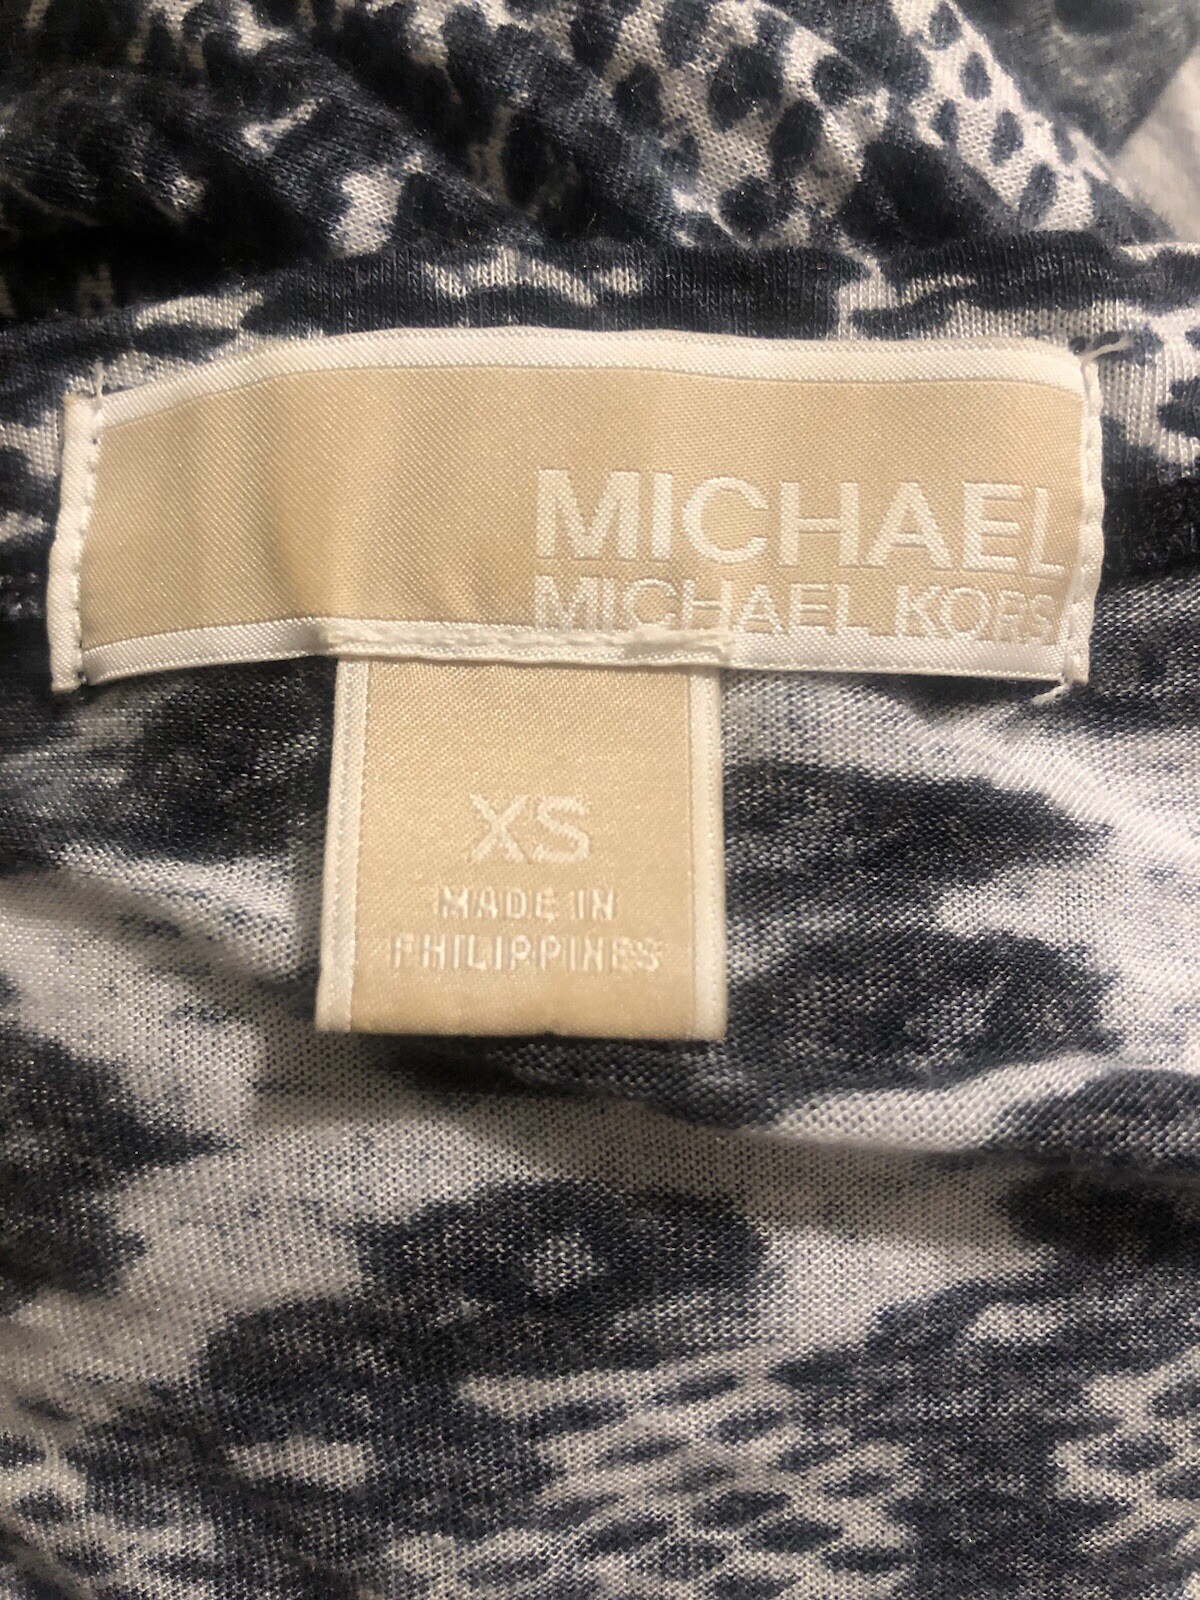 MICHAEL
MICHAEL KORS
XS
MADE IN
PHILIPPINES